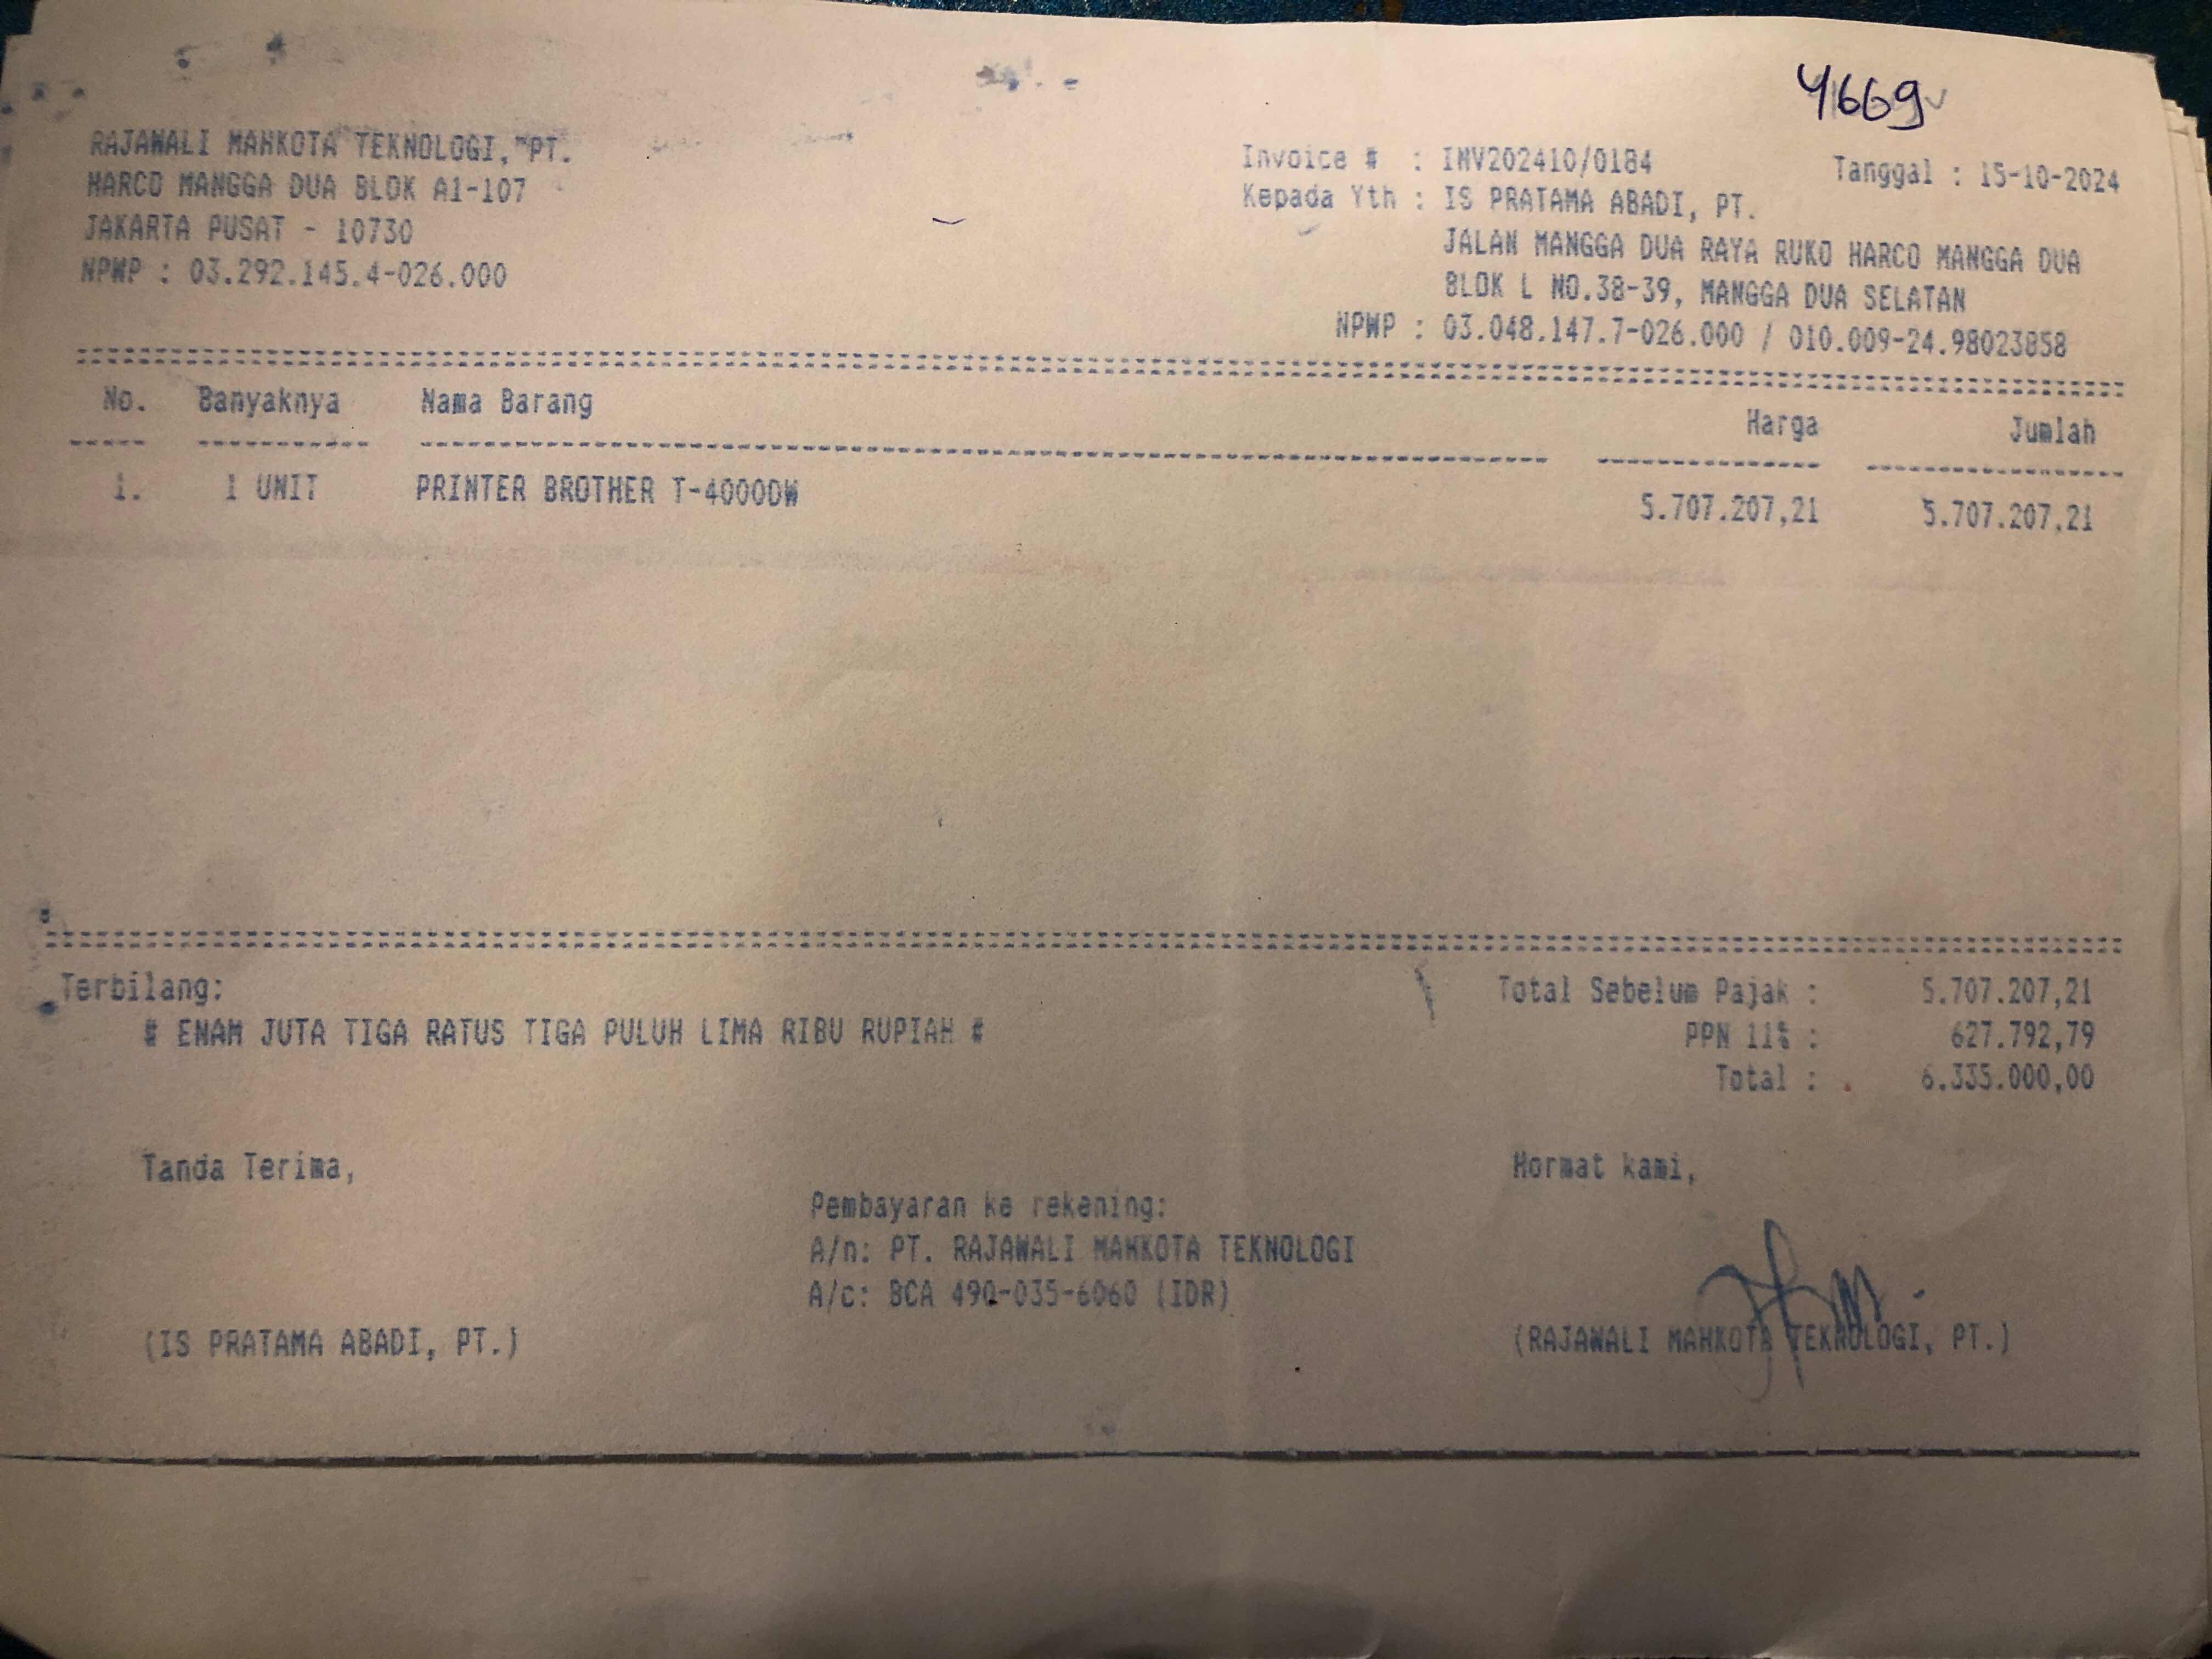 4669
RAJAWALI MAHKOTA TEKNOLOGI, PT.
HARCO MANGGA DUA BLOK A1-107
JAKARTA PUSAT - 10730
NPWP : 03.292.145.4-026.000
Invoice # : INV202410/0184 Tanggal : 15-10-2024
Kepada Yth : IS PRATAMA ABADI, PT.
JALAN MANGGA DUA RAYA RUKO HARCO MANGGA DUA
BLOK L NO.38-39, MANGGA DUA SELATAN
NPWP : 03.048.147.7-026.000 / 010.009-24.98023858
No. Banyaknya Nama Barang Harga Jumlah
1. 1 UNIT PRINTER BROTHER T-4000DW 5.707.207,21 5.707.207,21
Terbilang:
# ENAM JUTA TIGA RATUS TIGA PULUH LIMA RIBU RUPIAH #
Total Sebelum Pajak : 5.707.207,21
PPN 11% : 627.792,79
Total : 6.335.000,00
Tanda Terima,
(IS PRATAMA ABADI, PT.)
Pembayaran ke rekening:
A/n: PT. RAJAWALI MAHKOTA TEKNOLOGI
A/c: BCA 490-035-6060 (IDR)
Hormat kami,
(RAJAWALI MAHKOTA TEKNOLOGI, PT.)